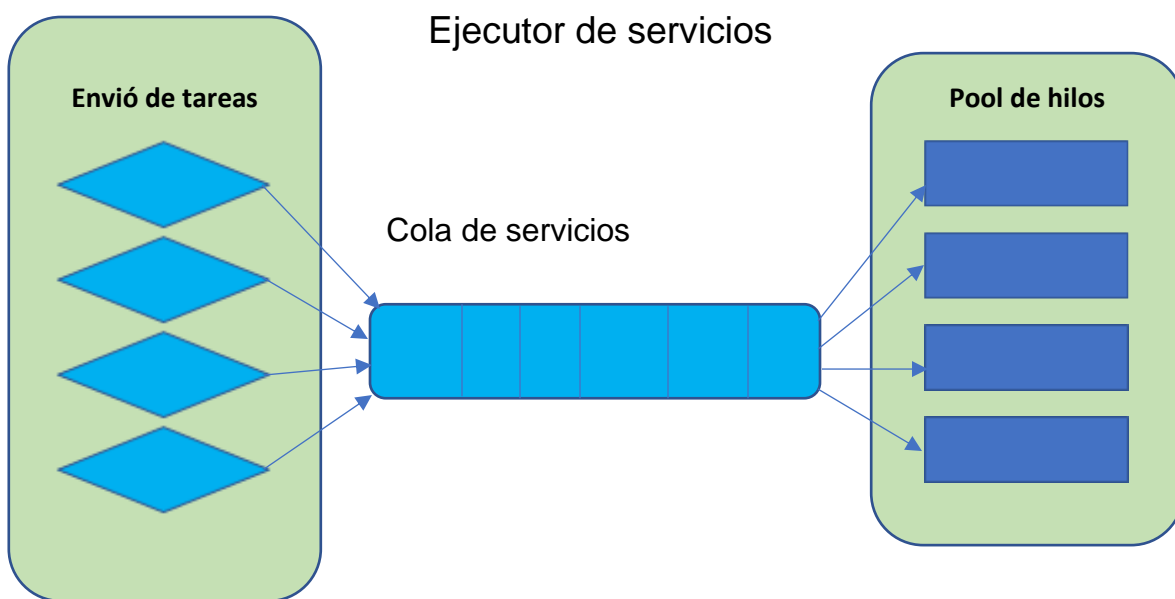 Ejecutor de servicios
Envió de tareas
Pool de hilos
Cola de servicios